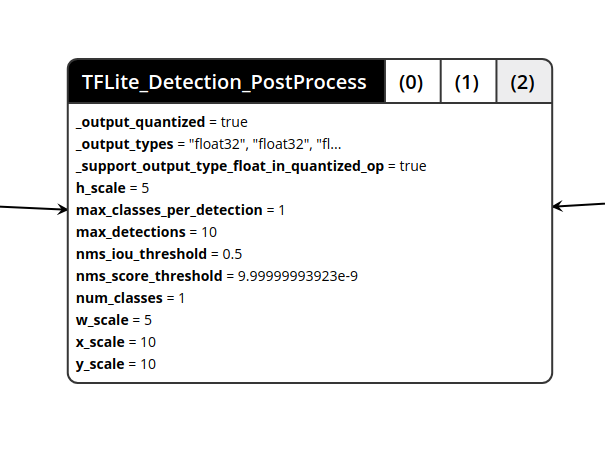 TFLite_Detection_PostProcess (0) (1) (2)
_output_quantized = true
_output_types = "float32", "float32", "fl...
_support_output_type_float_in_quantized_op = true
h_scale = 5
max_classes_per_detection = 1
max_detections = 10
nms_iou_threshold = 0.5
nms_score_threshold = 9.99999993923e-9
num_classes = 1
w_scale = 5
x_scale = 10
y_scale = 10